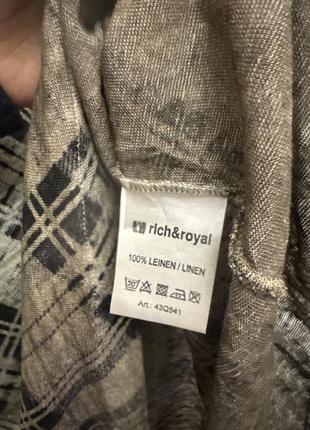 rich&royal
100% LEINEN / LINEN
Art.: 43Q541